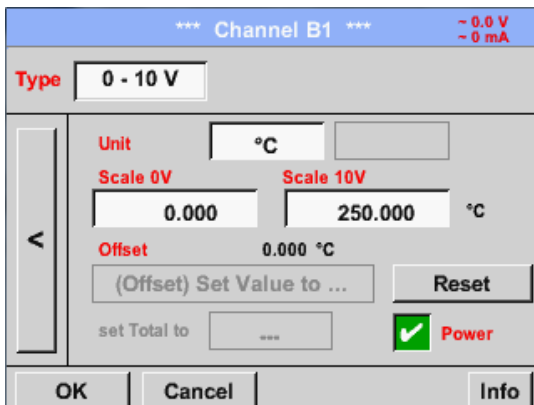 *** Channel B1 ***
~ 0.0 V
~ 0 mA
Type 0 - 10 V
Unit °C
Scale 0V Scale 10V
0.000 250.000 °C
<
Offset 0.000 °C
(Offset) Set Value to ... Reset
set Total to --- Power
OK Cancel Info